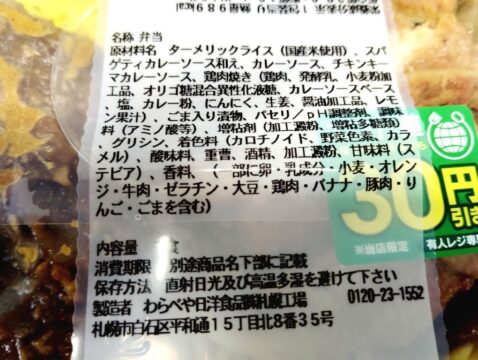 名称 弁当
原材料名 ターメリックライス(国産米使用)、スパ
ゲティカレーソース和え、カレーソース、チキンキー
マカレーソース、鶏肉焼き(鶏肉、発酵乳、小麦粉加
工品、オリゴ糖混合異性化液糖、カレーソースベース
、塩、カレー粉、にんにく、生姜、醤油加工品、レモ
ン果汁)、ごま入り漬物、パセリ/pH調整剤、調味
料(アミノ酸等)、増粘剤(加工澱粉、増粘多糖類)
、グリシン、着色料(カロチノイド、野菜色素、カラ
メル)、酸味料、重曹、酒精、加工澱粉、甘味料(ス
テビア)、香料、(一部に卵・乳成分・小麦・オレン
ジ・牛肉・ゼラチン・大豆・鶏肉・バナナ・豚肉・り
んご・ごまを含む)
30円
引き
※当店限定
有人レジ専
内容量 食
消費期限 別途商品名下部に記載
保存方法 直射日光及び高温多湿を避けて下さい
製造者 わらべや日洋食品㈱札幌工場 0120-23-1552
札幌市白石区平和通15丁目北8番35号